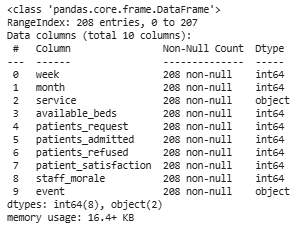 <class 'pandas.core.frame.DataFrame'>
RangeIndex: 208 entries, 0 to 207
Data columns (total 10 columns):
 #   Column                Non-Null Count  Dtype
---  ------                --------------  -----
 0   week                  208 non-null    int64
 1   month                 208 non-null    int64
 2   service               208 non-null    object
 3   available_beds        208 non-null    int64
 4   patients_request      208 non-null    int64
 5   patients_admitted     208 non-null    int64
 6   patients_refused      208 non-null    int64
 7   patient_satisfaction  208 non-null    int64
 8   staff_morale          208 non-null    int64
 9   event                 208 non-null    object
dtypes: int64(8), object(2)
memory usage: 16.4+ KB